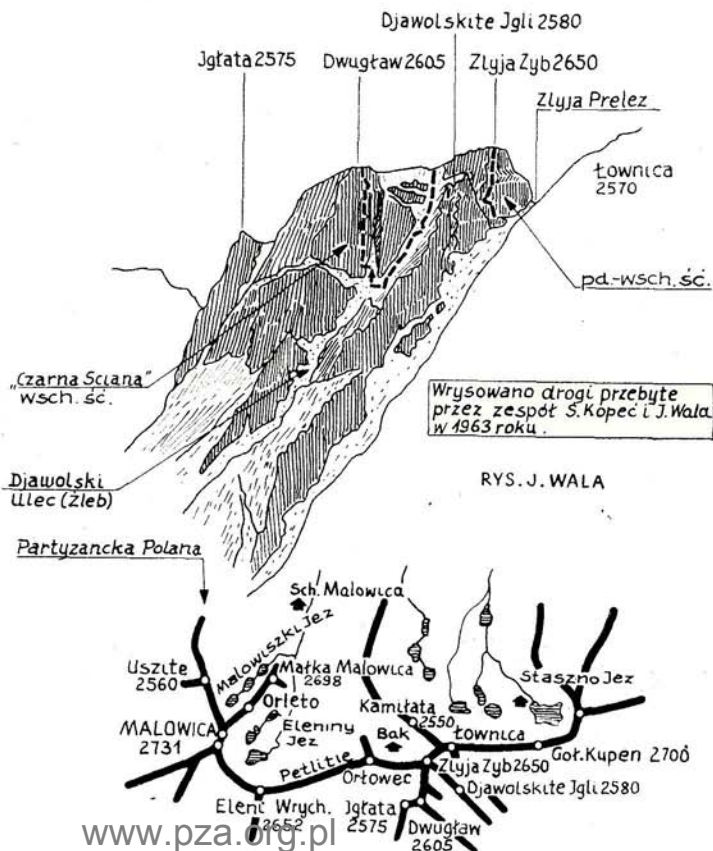 Djawolskite Jgli 2580
Jgłata 2575
Dwugław 2605
Zlyja Zyb 2650
Zlyja Prelez
Łownica
2570
pd.-wsch. śc.
„Czarna Ściana"
wsch. śc.
Wrysowano drogi przebyte
przez zespół S. Kopeć i J. Wala
w 1963 roku.
Djawolski
Ulec (Żleb)
RYS. J. WALA
Partyzancka Polana
Sch. Malowica
Malowiszki Jez
Uszite
2560
Małka Malowica
2698
Orleto
Staszno Jez
Kamiłata
2550
MALOWICA
2731
Eleniny
Jez
Bak
Łownica
Petlitie
Orłowec
Zlyja Zyb 2650
Goł. Kupen 2700
Djawolskite Jgli 2580
Eleni Wrych.
2652
Jgłata
2575
Dwugław
2605
www.pza.org.pl